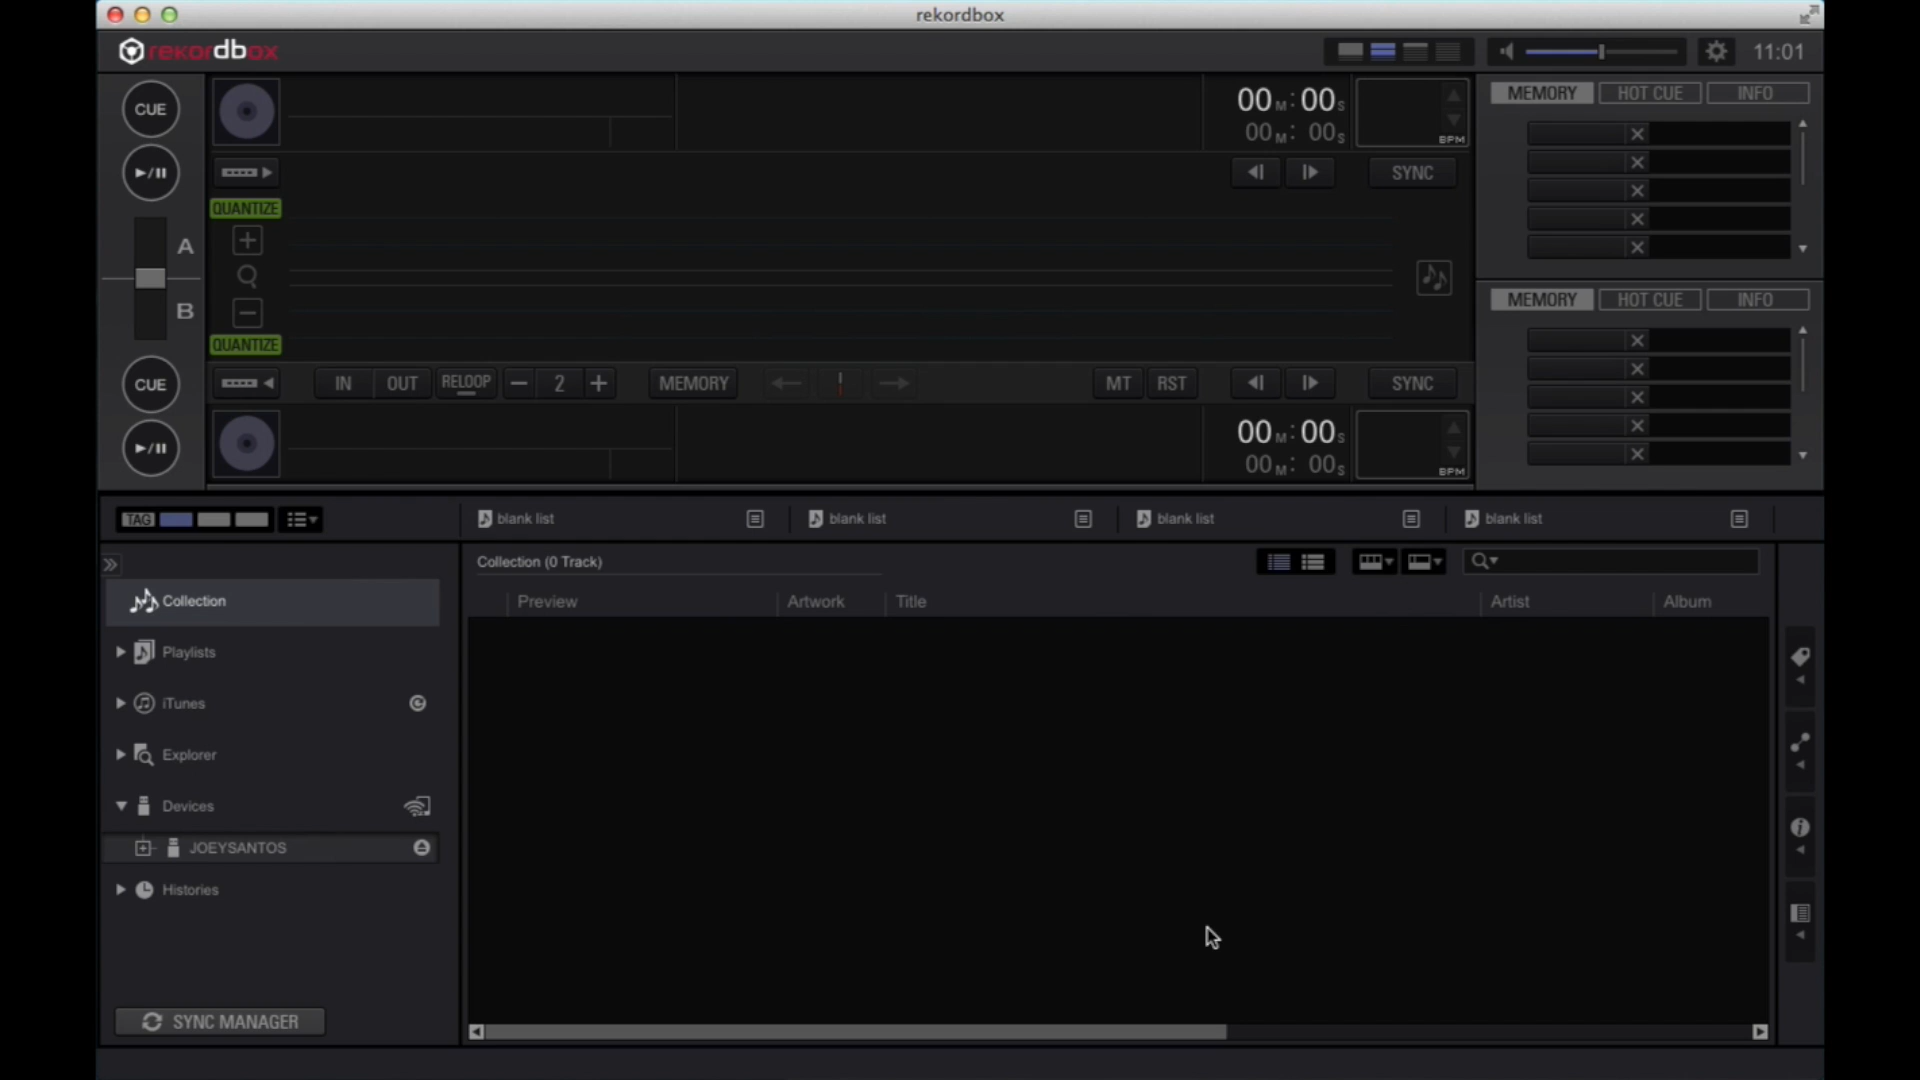 rekordbox
rekordbox
11:01
CUE
00M:00S
00M:00S
BPM
MEMORY HOT CUE INFO
SYNC
QUANTIZE
A
B
QUANTIZE
MEMORY HOT CUE INFO
CUE
IN OUT RELOOP 2 MEMORY MT RST SYNC
00M:00S
00M:00S
BPM
TAG
blank list
blank list
blank list
blank list
Collection (0 Track)
Preview Artwork Title Artist Album
Collection
Playlists
iTunes
Explorer
Devices
JOEYSANTOS
Histories
SYNC MANAGER